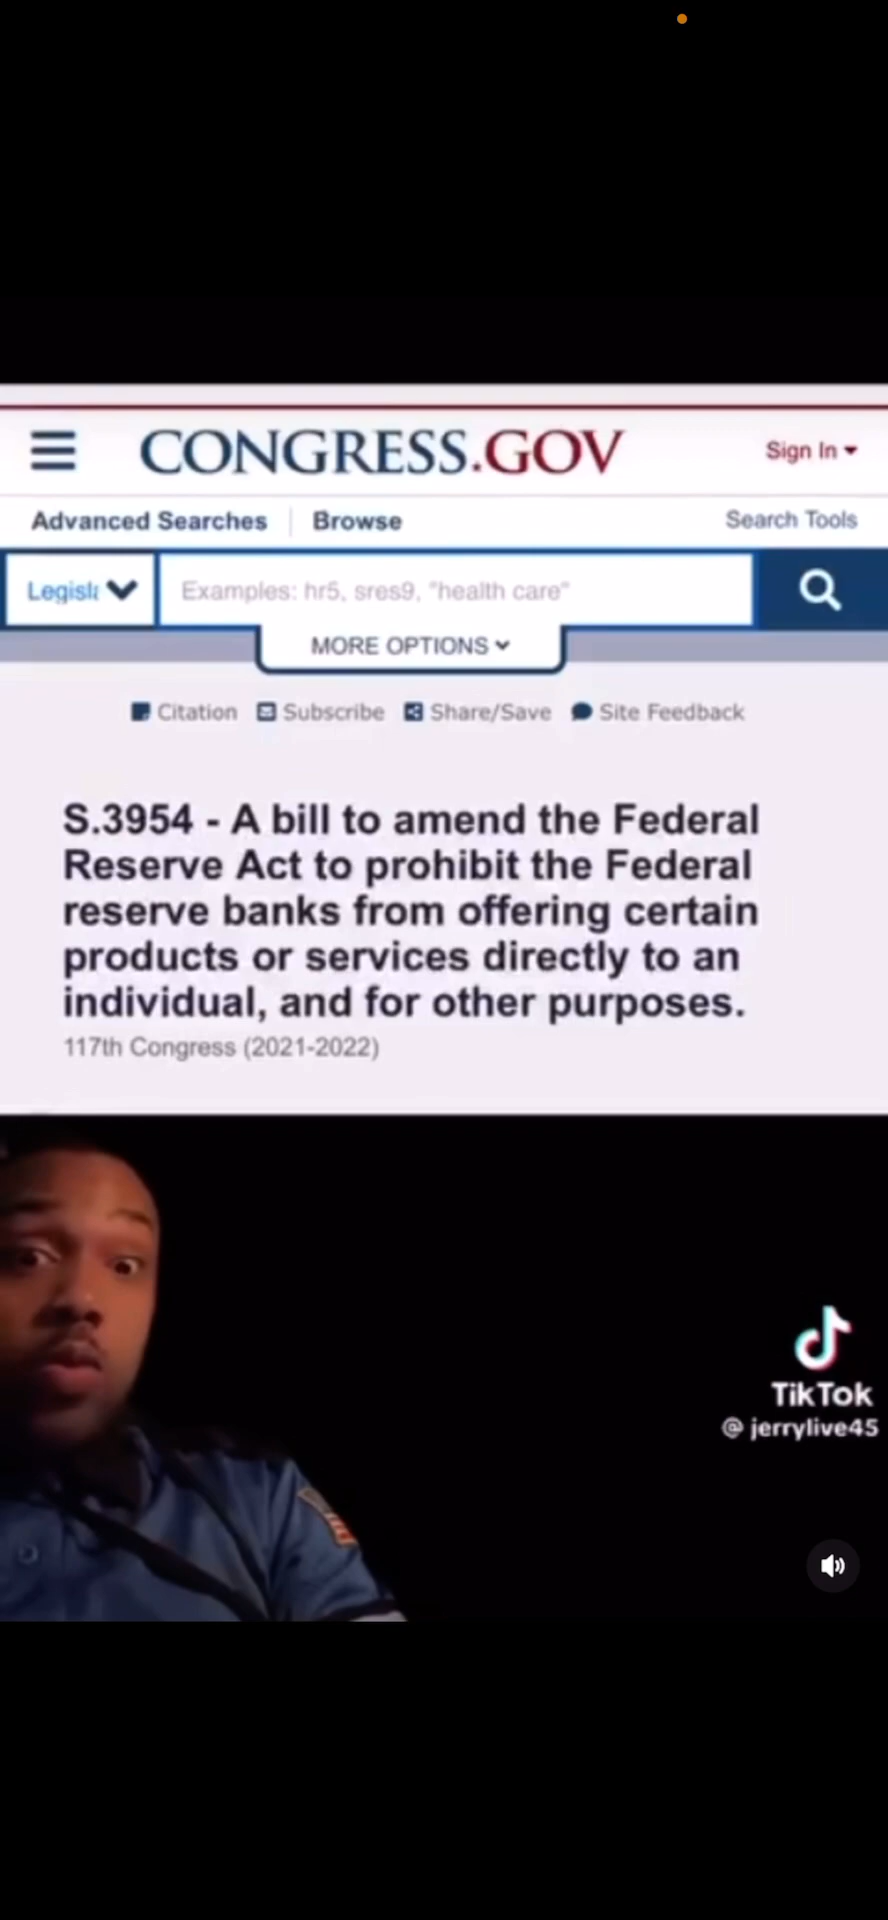 CONGRESS.GOV
Sign In
Advanced Searches
Browse
Search Tools
Legisl
Examples: hr5, sres9, "health care"
MORE OPTIONS
Citation
Subscribe
Share/Save
Site Feedback
S.3954 - A bill to amend the Federal
Reserve Act to prohibit the Federal
reserve banks from offering certain
products or services directly to an
individual, and for other purposes.
117th Congress (2021-2022)
TikTok
@ jerrylive45